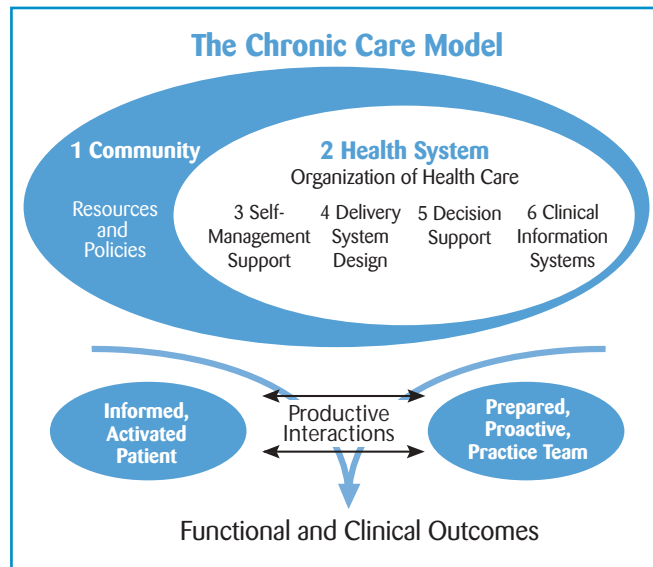 The Chronic Care Model
1 Community
Resources
and
Policies
2 Health System
Organization of Health Care
3 Self-
Management
Support
4 Delivery
System
Design
5 Decision
Support
6 Clinical
Information
Systems
Informed,
Activated
Patient
Productive
Interactions
Prepared,
Proactive,
Practice Team
Functional and Clinical Outcomes